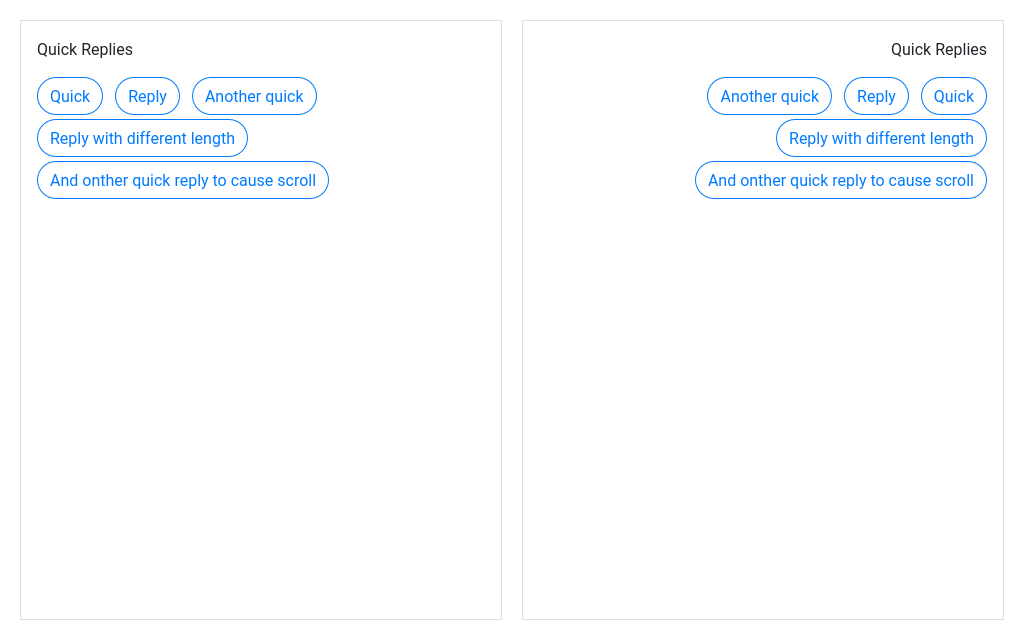 Quick Replies
Quick Reply Another quick
Reply with different length
And onther quick reply to cause scroll
Quick Replies
Another quick Reply Quick
Reply with different length
And onther quick reply to cause scroll